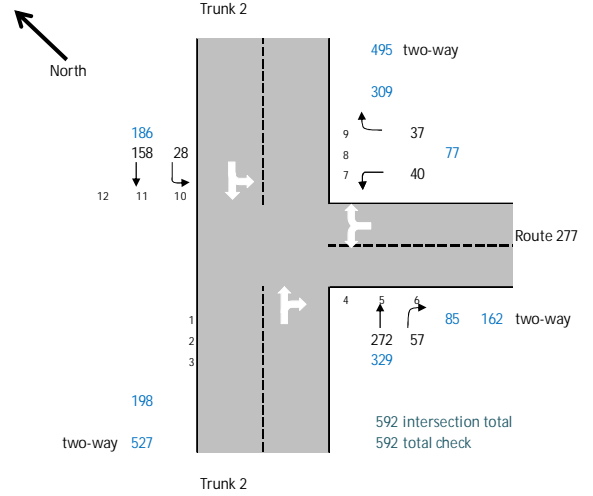 Trunk 2
North
495 two-way
309
9 37
186
158 28
8 77
7 40
12 11 10
Route 277
4 5 6
1
85 162 two-way
2
272 57
3
329
198
592 intersection total
two-way 527
592 total check
Trunk 2